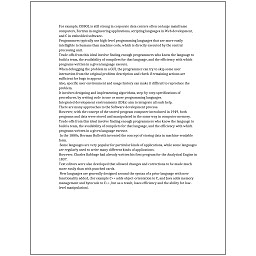 For example COBOL is still strong in corporate data centers often on large mainframe
computers, Fortran in engineering applications, scripting languages in Web development,
and C in embedded software.
Programmers typically use high-level programming languages that are more easily
intelligible to humans than machine code, which is directly executed by the central
processing unit.
Trade-offs from this ideal involve finding enough programmers who know the language to
build a team, the availability of compilers for that language, and the efficiency with which
programs written in a given language execute.
When debugging the problem in a GUI, the programmer can try to skip some user
interaction from the original problem description and check if remaining actions are
sufficient for bugs to appear.
Also, specific user environment and usage history can make it difficult to reproduce the
problem.
It involves designing and implementing algorithms, step-by-step specifications of
procedures, by writing code in one or more programming languages.
Integrated development environments (IDEs) aim to integrate all such help.
There are many approaches to the Software development process.
However, with the concept of the stored-program computer introduced in 1949, both
programs and data were stored and manipulated in the same way in computer memory.
Trade-offs from this ideal involve finding enough programmers who know the language to
build a team, the availability of compilers for that language, and the efficiency with which
programs written in a given language execute.
In the 1880s, Herman Hollerith invented the concept of storing data in machine-readable
form.
Some languages are very popular for particular kinds of applications, while some languages
are regularly used to write many different kinds of applications.
However, Charles Babbage had already written his first program for the Analytical Engine in
1837.
Text editors were also developed that allowed changes and corrections to be made much
more easily than with punched cards.
New languages are generally designed around the syntax of a prior language with new
functionality added, (for example C++ adds object-orientation to C, and Java adds memory
management and bytecode to C++, but as a result, loses efficiency and the ability for low-
level manipulation).